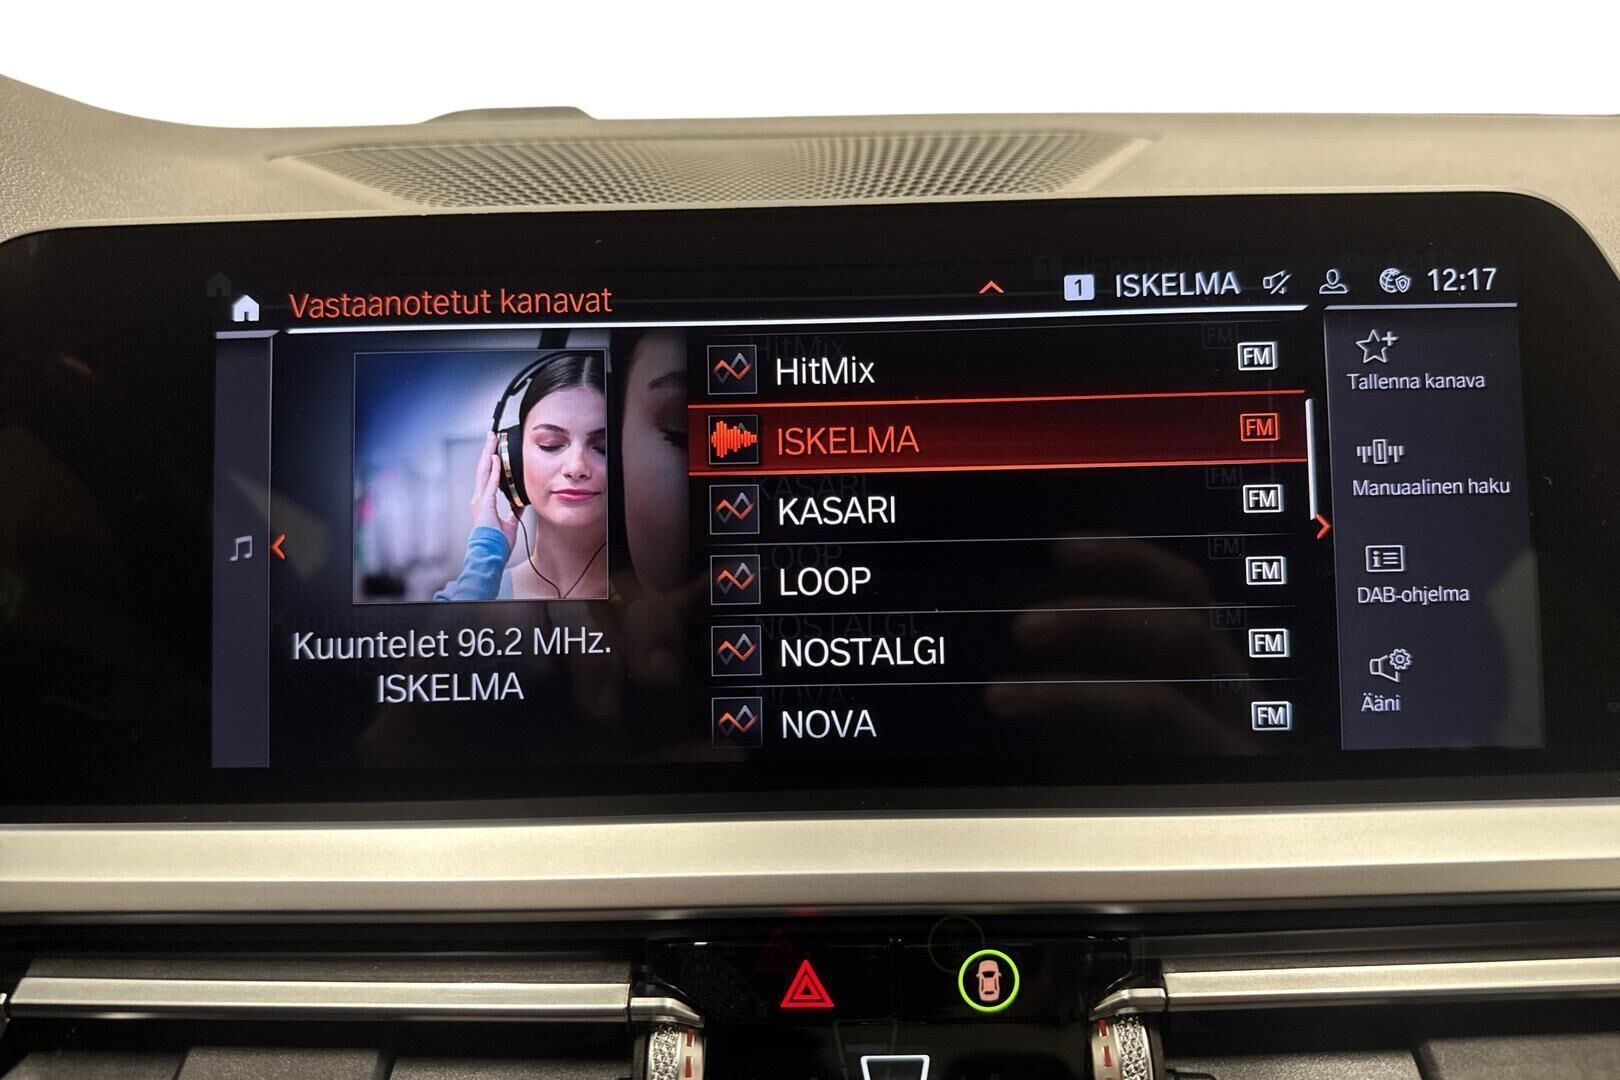 Vastaanotetut kanavat
1 ISKELMA 12:17
HitMix FM
ISKELMA FM
KASARI FM
LOOP FM
NOSTALGI FM
NOVA FM
Kuuntelet 96.2 MHz.
ISKELMA
Tallenna kanava
Manuaalinen haku
DAB-ohjelma
Ääni